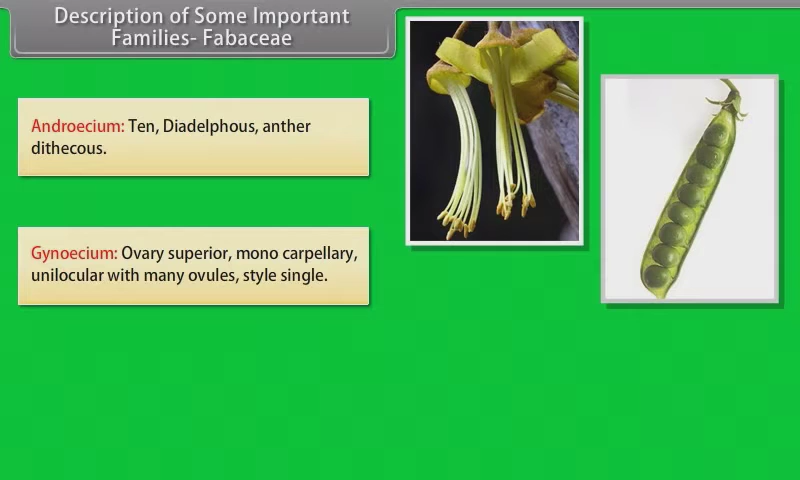 Description of Some Important
Families- Fabaceae
Androecium: Ten, Diadelphous, anther
dithecous.
Gynoecium: Ovary superior, mono carpellary,
unilocular with many ovules, style single.